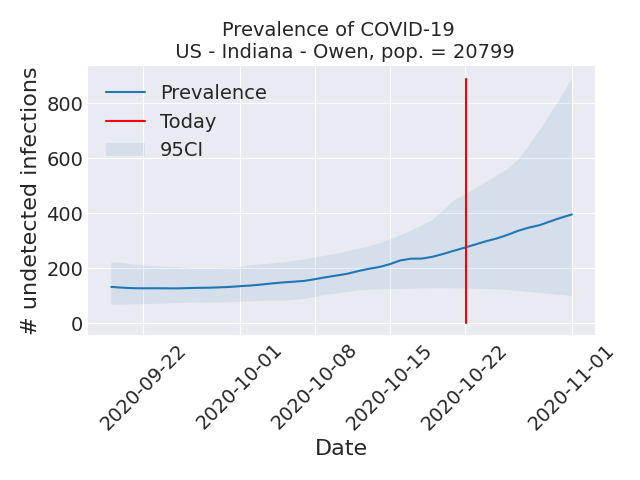 Prevalence of COVID-19
US - Indiana - Owen, pop. = 20799
# undetected infections
800
600
400
200
0
Prevalence
Today
95CI
2020-09-22
2020-10-01
2020-10-08
2020-10-15
2020-10-22
2020-11-01
Date